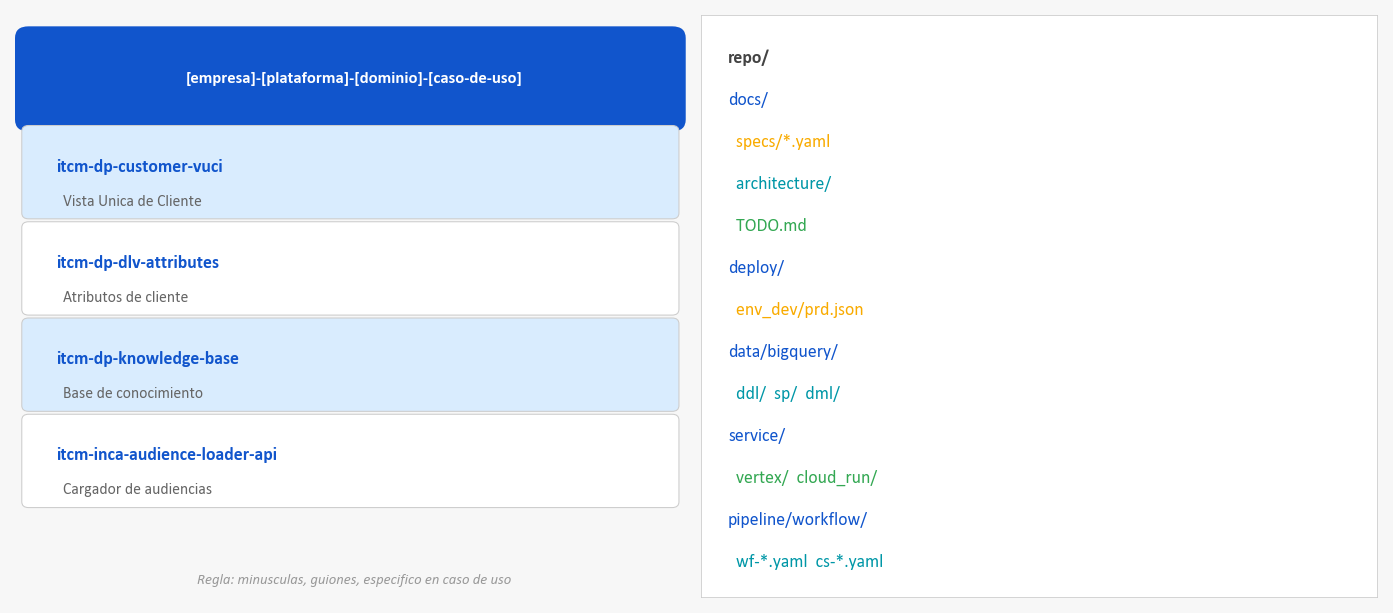 [empresa]-[plataforma]-[dominio]-[caso-de-uso]
itcm-dp-customer-vuci
Vista Unica de Cliente
itcm-dp-dlv-attributes
Atributos de cliente
itcm-dp-knowledge-base
Base de conocimiento
itcm-inca-audience-loader-api
Cargador de audiencias
Regla: minusculas, guiones, especifico en caso de uso
repo/
docs/
specs/*.yaml
architecture/
TODO.md
deploy/
env_dev/prd.json
data/bigquery/
ddl/ sp/ dml/
service/
vertex/ cloud_run/
pipeline/workflow/
wf-*.yaml cs-*.yaml